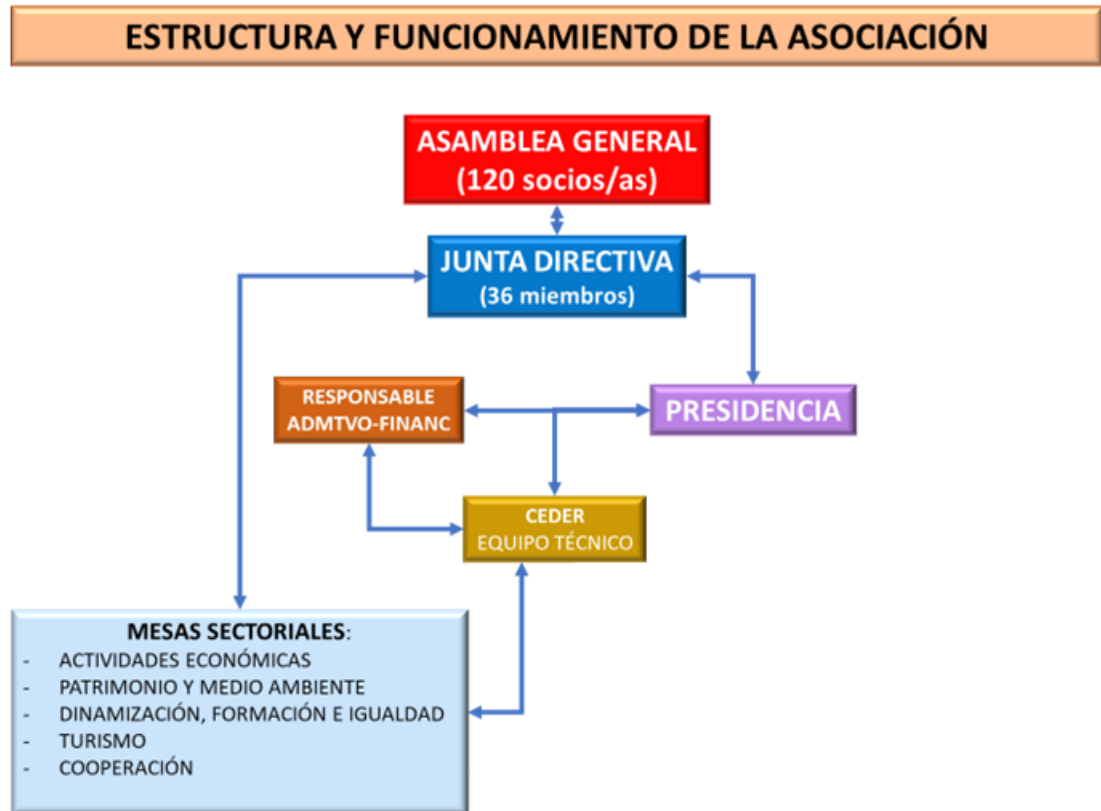 ESTRUCTURA Y FUNCIONAMIENTO DE LA ASOCIACIÓN
ASAMBLEA GENERAL
(120 socios/as)
JUNTA DIRECTIVA
(36 miembros)
RESPONSABLE
ADMTVO-FINANC
PRESIDENCIA
CEDER
EQUIPO TÉCNICO
MESAS SECTORIALES:
- ACTIVIDADES ECONÓMICAS
- PATRIMONIO Y MEDIO AMBIENTE
- DINAMIZACIÓN, FORMACIÓN E IGUALDAD
- TURISMO
- COOPERACIÓN